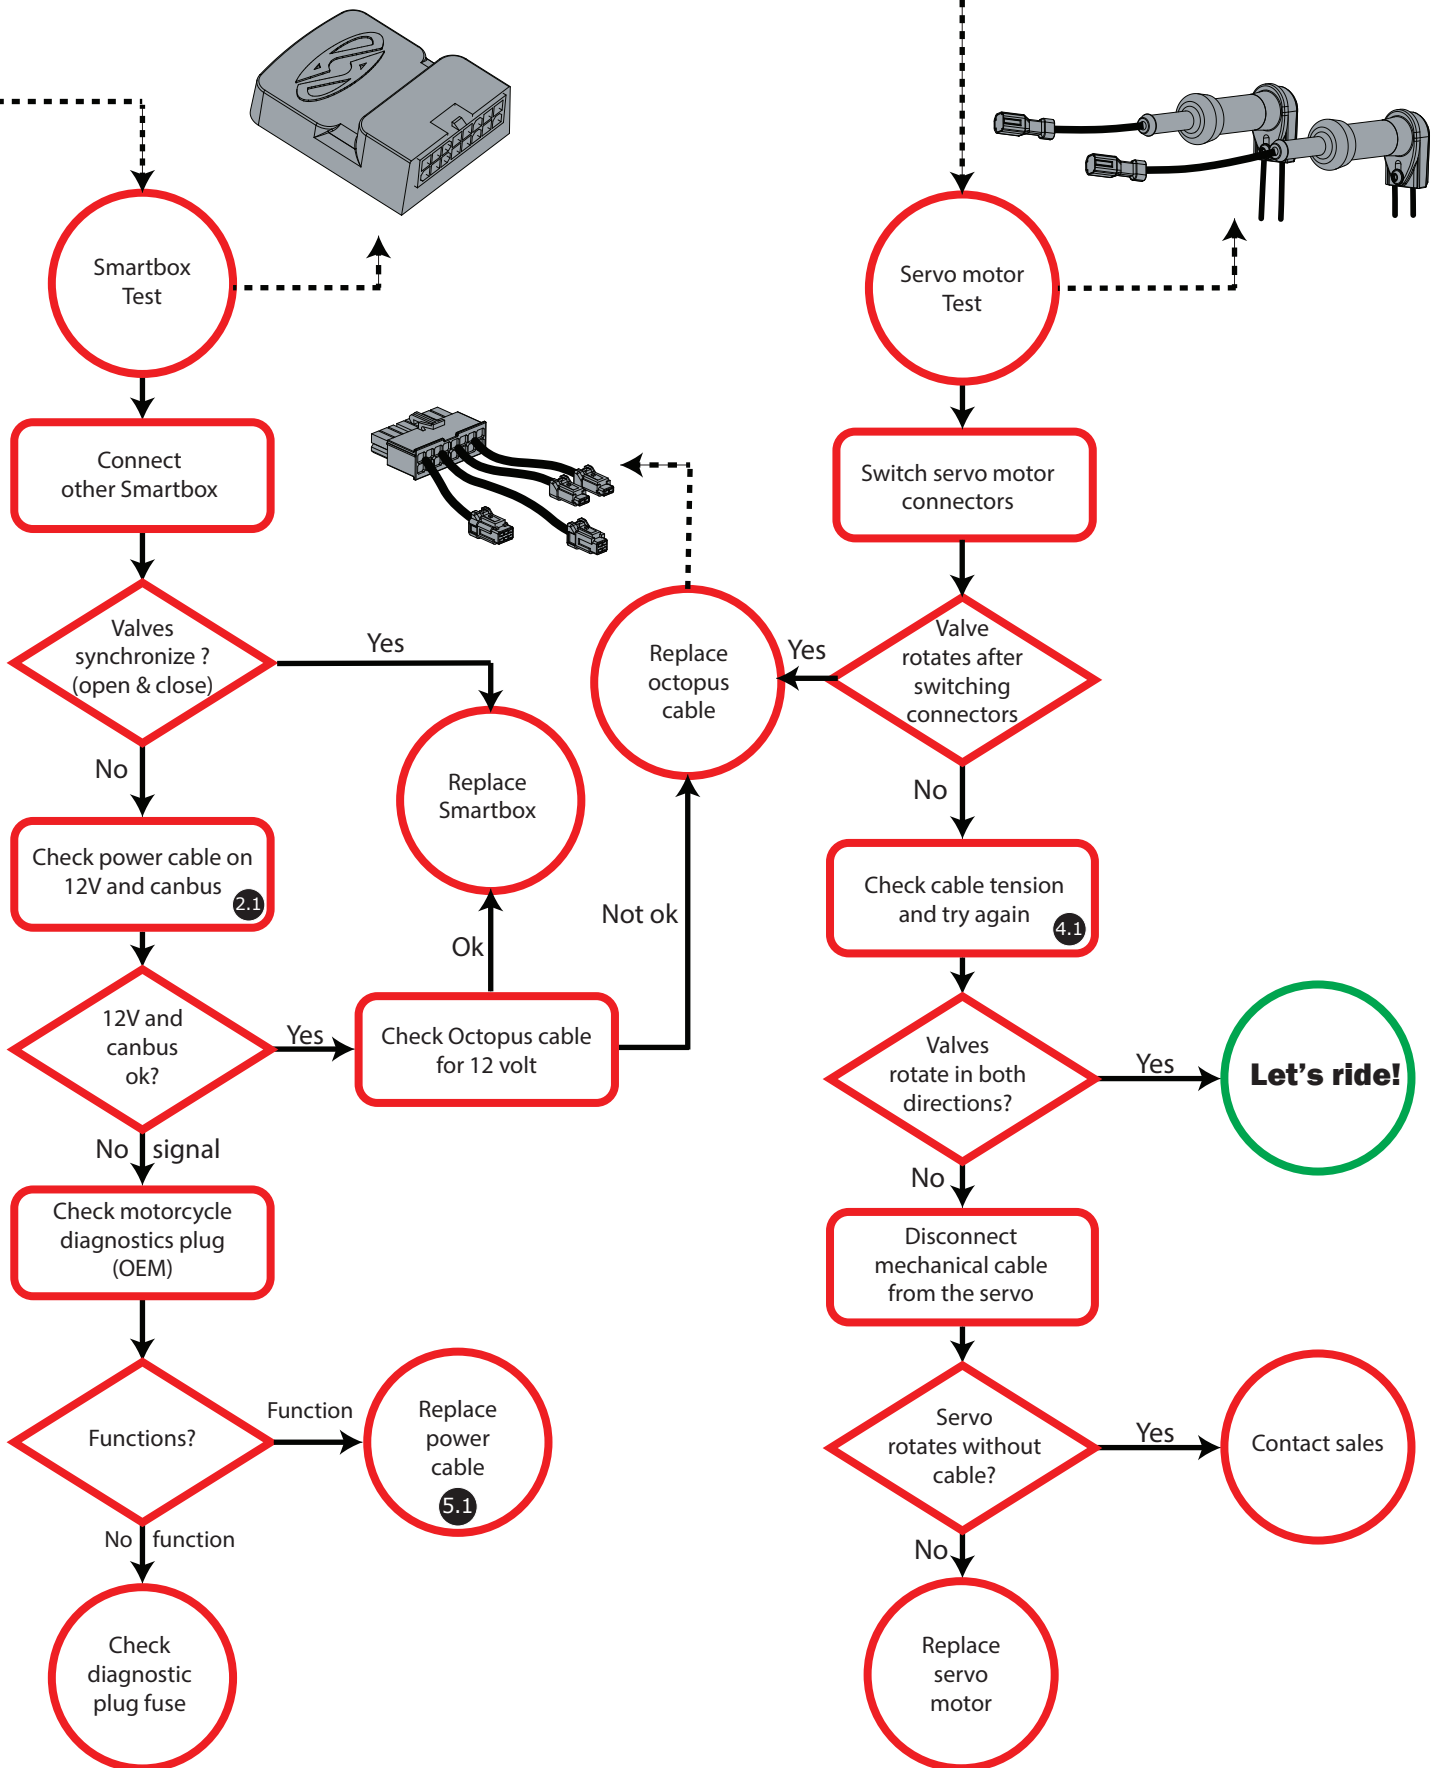 Smartbox
Test
Connect
other Smartbox
Valves
synchronize ?
(open & close)
Yes
No
Replace
Smartbox
Check power cable on
12V and canbus
2.1
12V and
canbus
ok?
Yes
Check Octopus cable
for 12 volt
Ok
Not ok
Replace
octopus
cable
No signal
Check motorcycle
diagnostics plug
(OEM)
Functions?
Function
Replace
power
cable
5.1
No function
Check
diagnostic
plug fuse
Servo motor
Test
Switch servo motor
connectors
Valve
rotates after
switching
connectors
Yes
No
Check cable tension
and try again
4.1
Valves
rotate in both
directions?
Yes
Let's ride!
No
Disconnect
mechanical cable
from the servo
Servo
rotates without
cable?
Yes
Contact sales
No
Replace
servo
motor